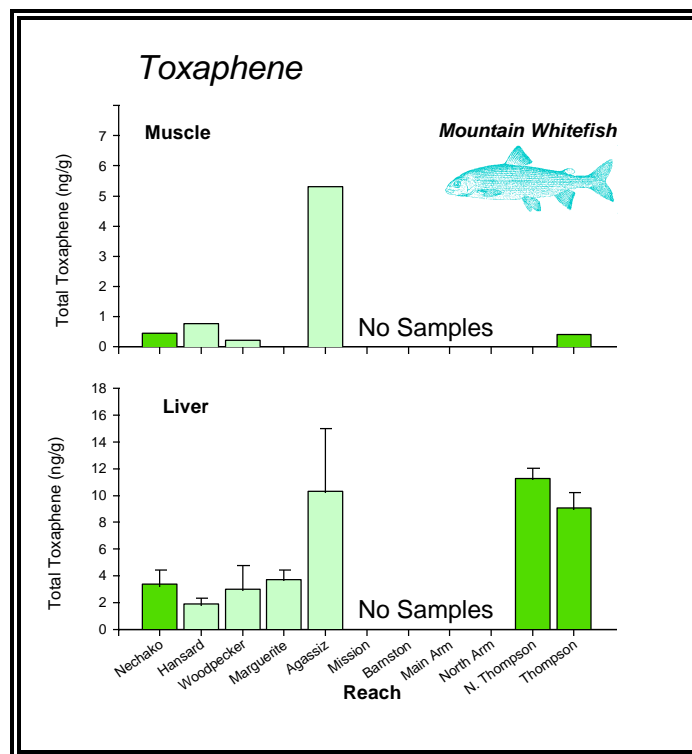 Toxaphene
Muscle
Mountain Whitefish
Total Toxaphene (ng/g)
7
6
5
4
3
2
1
0
No Samples
Liver
Total Toxaphene (ng/g)
18
16
14
12
10
8
6
4
2
0
No Samples
Nechako
Hansard
Woodpecker
Marguerite
Agassiz
Mission
Barnston
Main Arm
North Arm
N. Thompson
Thompson
Reach